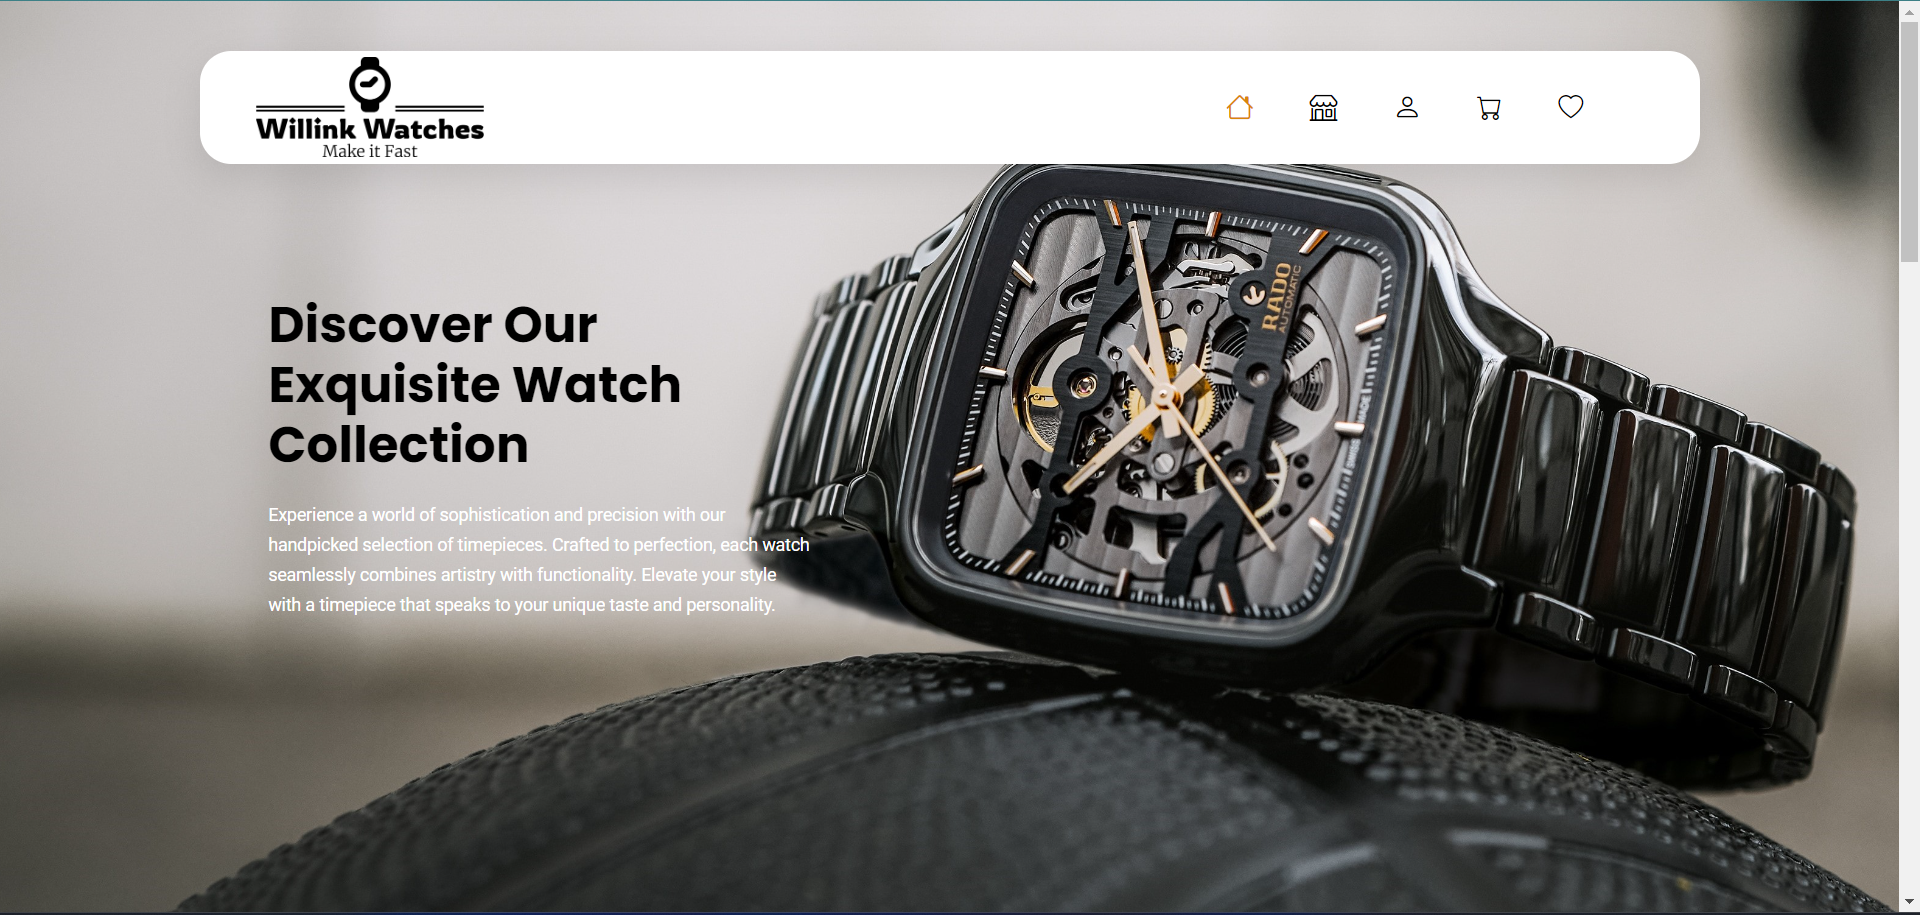 Willink Watches
Make it Fast
Discover Our
Exquisite Watch
Collection
Experience a world of sophistication and precision with our
handpicked selection of timepieces. Crafted to perfection, each watch
seamlessly combines artistry with functionality. Elevate your style
with a timepiece that speaks to your unique taste and personality.
RADO
AUTOMATIC
SWISS MADE